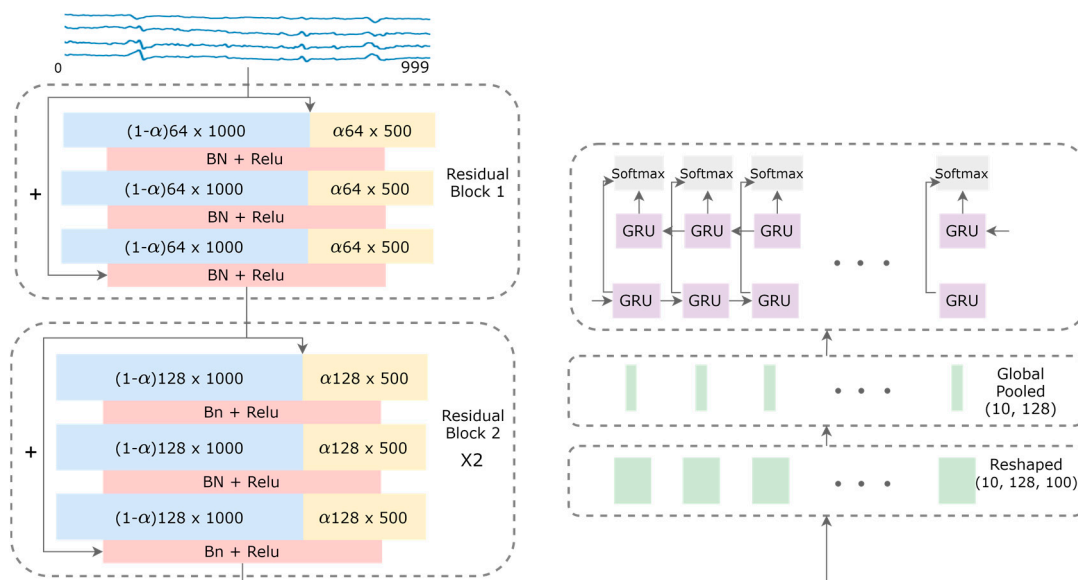 0
999
(1-α)64 x 1000
α64 x 500
BN + Relu
(1-α)64 x 1000
α64 x 500
BN + Relu
(1-α)64 x 1000
α64 x 500
BN + Relu
+
Residual
Block 1
(1-α)128 x 1000
α128 x 500
Bn + Relu
(1-α)128 x 1000
α128 x 500
BN + Relu
(1-α)128 x 1000
α128 x 500
Bn + Relu
+
Residual
Block 2
X2
Softmax
Softmax
Softmax
Softmax
GRU
GRU
GRU
GRU
GRU
GRU
GRU
GRU
Global
Pooled
(10, 128)
Reshaped
(10, 128, 100)